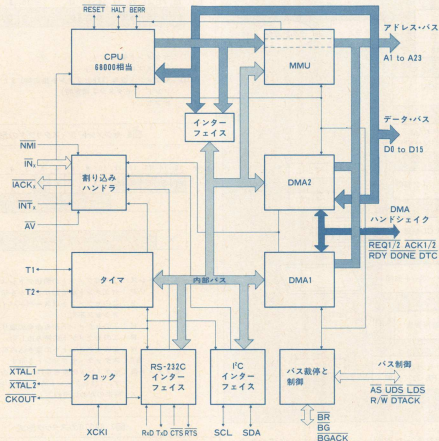 RESET HALT BERR
CPU
68000相当
MMU
アドレス・バス
A1 to A23
インター
フェイス
データ・バス
D0 to D15
NMI
INx
IACKx
INTx
AV
割り込み
ハンドラ
DMA2
DMA
ハンドシェイク
REQ1/2 ACK1/2
RDY DONE DTC
T1
T2
タイマ
内部バス
DMA1
XTAL1
XTAL2
CKOUT
クロック
RS-232C
インター
フェイス
I²C
インター
フェイス
バス裁停と
制御
バス制御
AS UDS LDS
R/W DTACK
XCKI
RxD TxD CTS RTS
SCL SDA
BR
BG
BGACK